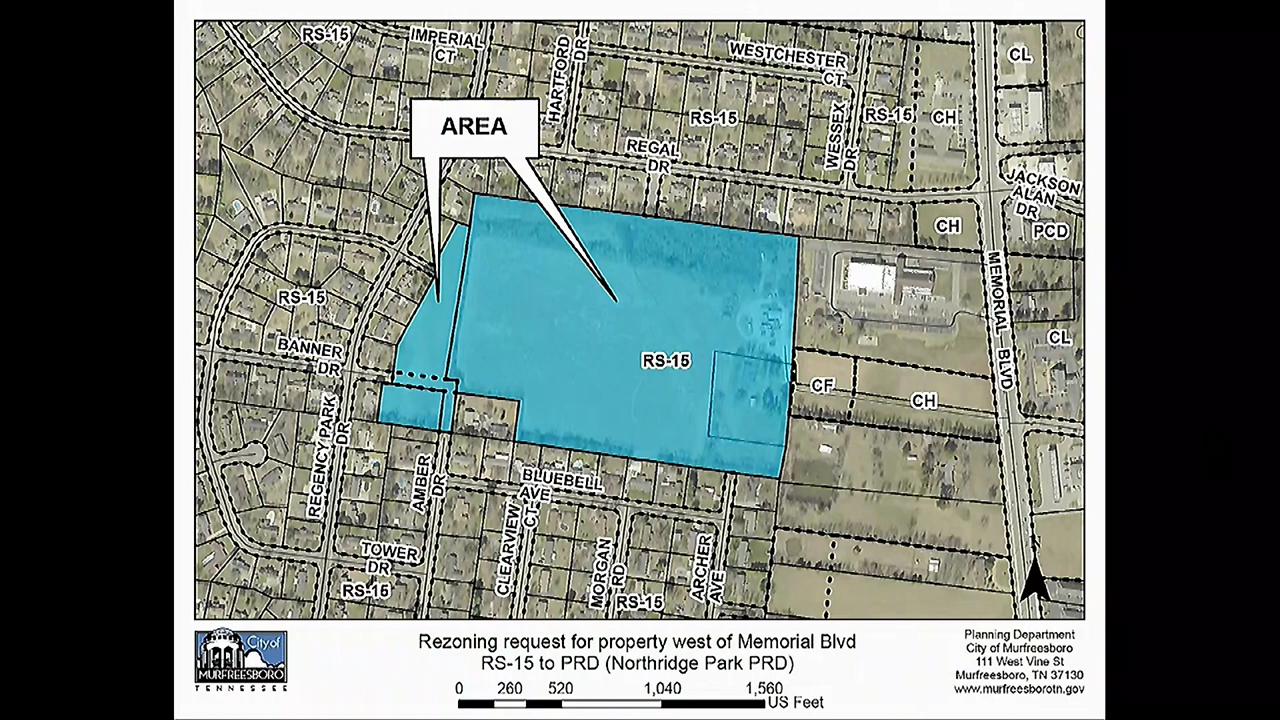 RS-15
IMPERIAL
CT
HARTFORD
DR
WESTCHESTER
CT
CL
AREA
RS-15
WESSEX
DR
RS-15
CH
REGAL
DR
JACKSON
ALAN
DR
PCD
CH
MEMORIAL BLVD
RS-15
BANNER
DR
RS-15
CL
CF
CH
REGENCY PARK
DR
AMBER
DR
BLUEBELL
AVE
CLEARVIEW
CT
MORGAN
RD
ARCHER
AVE
TOWER
DR
RS-15
RS-15
City of
MURFREESBORO
TENNESSEE
Rezoning request for property west of Memorial Blvd
RS-15 to PRD (Northridge Park PRD)
0 260 520 1,040 1,560
US Feet
Planning Department
City of Murfreesboro
111 West Vine St
Murfreesboro, TN 37130
www.murfreesborotn.gov